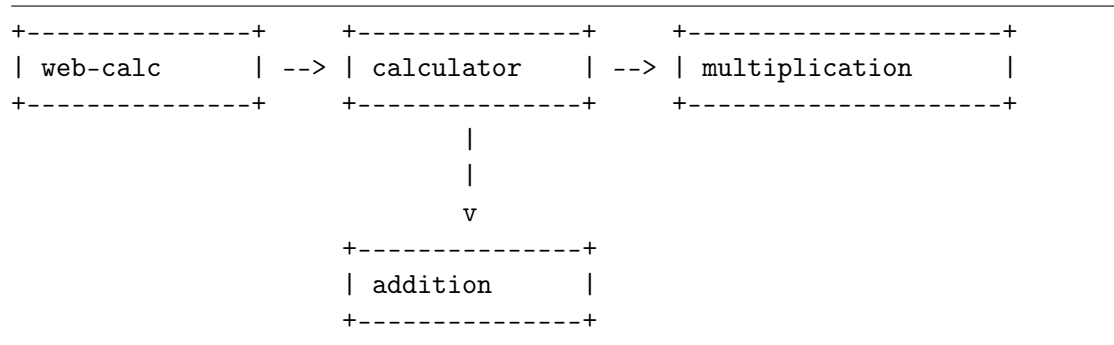 +---------------+     +---------------+     +---------------------+
| web-calc      | --> | calculator    | --> | multiplication      |
+---------------+     +---------------+     +---------------------+
                              |
                              |
                              v
                      +---------------+
                      | addition      |
                      +---------------+